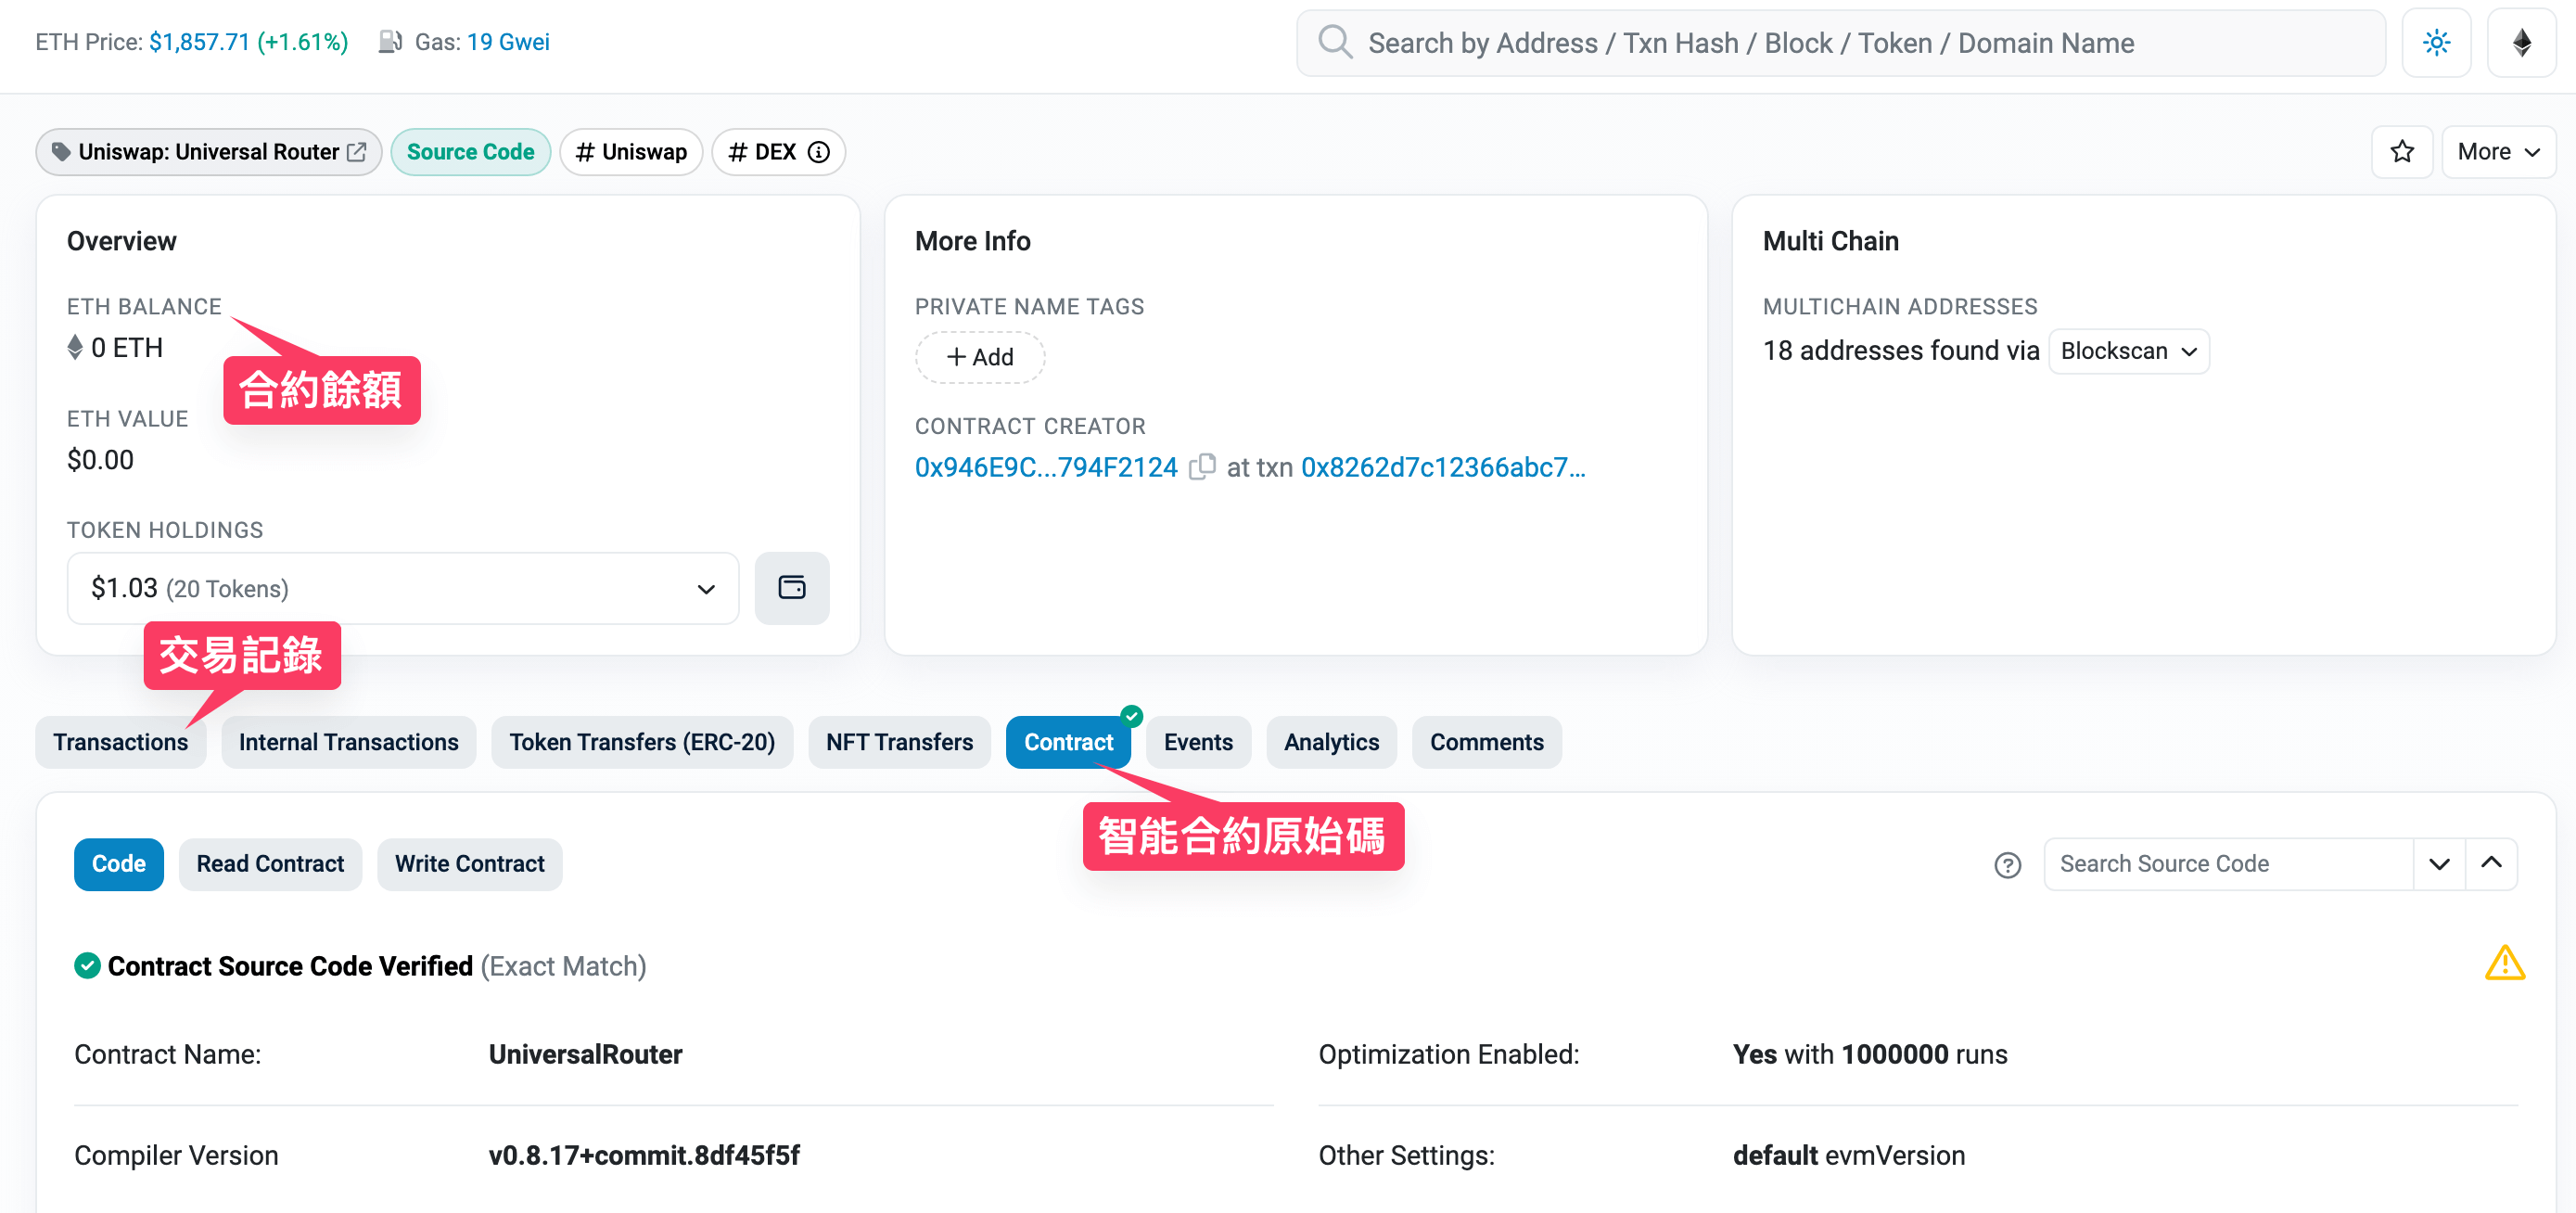 ETH Price: $1,857.71 (+1.61%) Gas: 19 Gwei
Search by Address / Txn Hash / Block / Token / Domain Name
Uniswap: Universal Router Source Code # Uniswap # DEX
More
Overview
ETH BALANCE
0 ETH
合約餘額
ETH VALUE
$0.00
TOKEN HOLDINGS
$1.03 (20 Tokens)
More Info
PRIVATE NAME TAGS
+ Add
CONTRACT CREATOR
0x946E9C...794F2124 at txn 0x8262d7c12366abc7...
Multi Chain
MULTICHAIN ADDRESSES
18 addresses found via Blockscan
交易記錄
Transactions Internal Transactions Token Transfers (ERC-20) NFT Transfers Contract Events Analytics Comments
智能合約原始碼
Code Read Contract Write Contract
Search Source Code
Contract Source Code Verified (Exact Match)
Contract Name: UniversalRouter
Optimization Enabled: Yes with 1000000 runs
Compiler Version v0.8.17+commit.8df45f5f
Other Settings: default evmVersion